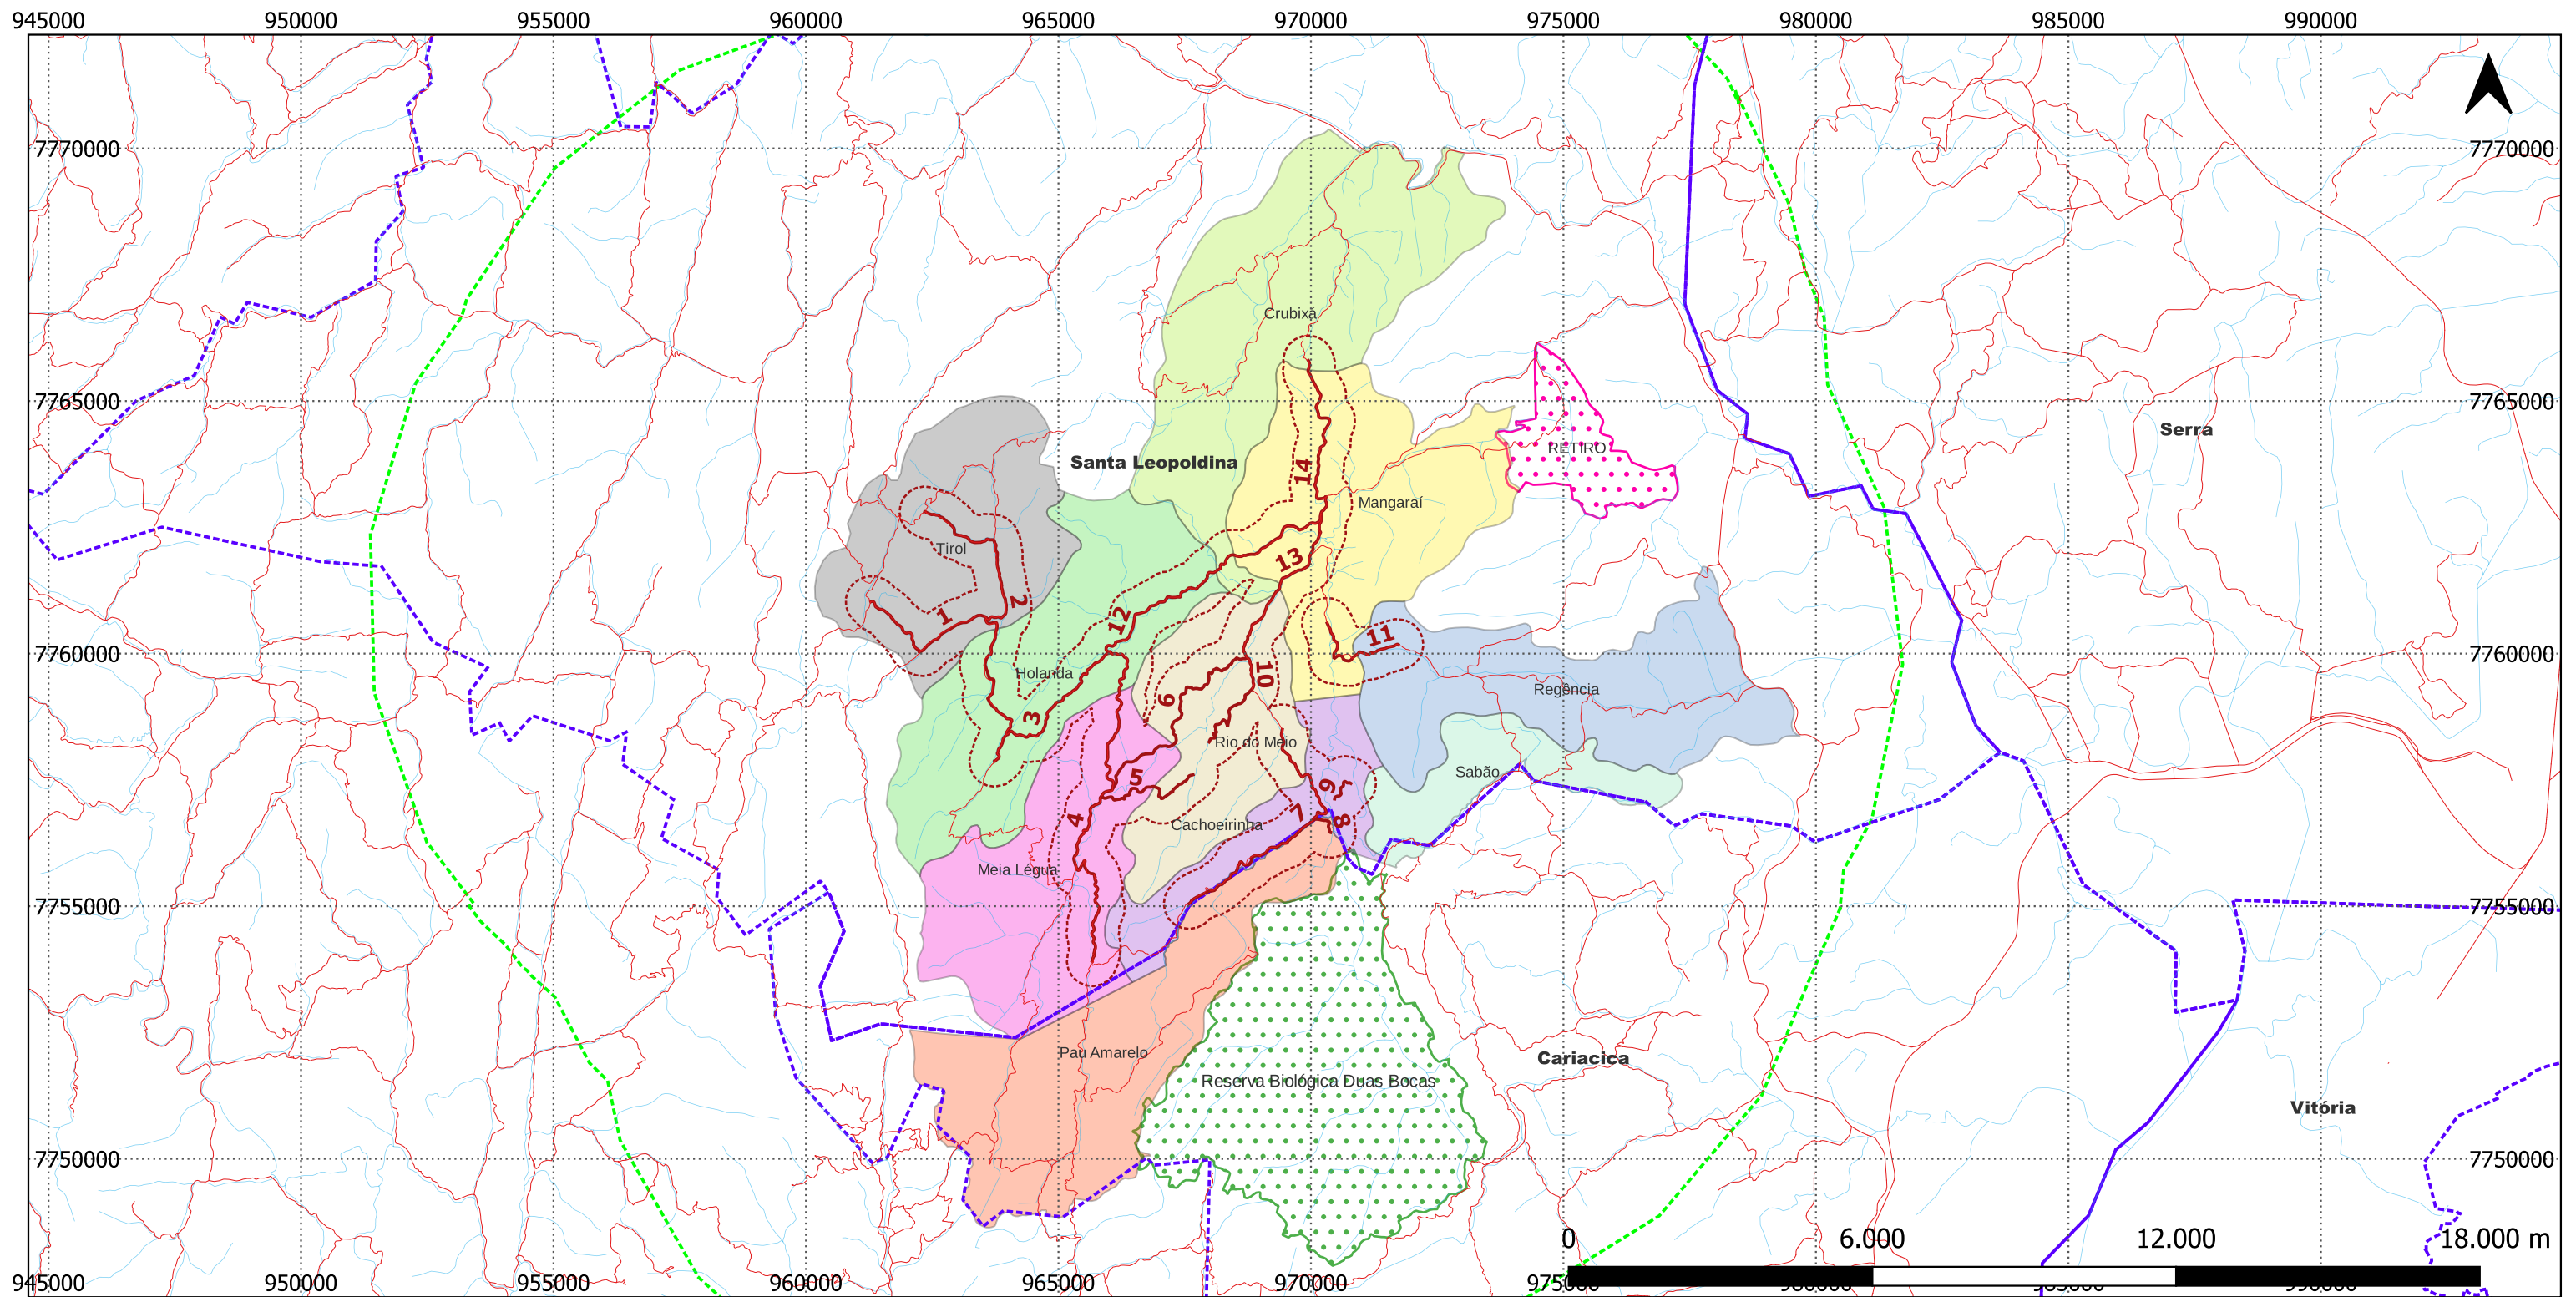 945000 950000 955000 960000 965000 970000 975000 980000 985000 990000
7770000 7770000
Crubixá
7765000 7765000
Serra
RETIRO
Santa Leopoldina
14
Mangaraí
Tirol
13
2
1
12
11
7760000 7760000
Holanda
10
Regência
6
3
Rio do Meio
Sabão
5
9
7
4
8
Cachoeirinha
Meia Légua
7755000 7755000
Pau Amarelo
Cariacica
Reserva Biológica Duas Bocas
Vitória
7750000 7750000
0 6.000 12.000 18.000 m
945000 950000 955000 960000 965000 970000 975000 980000 985000 990000